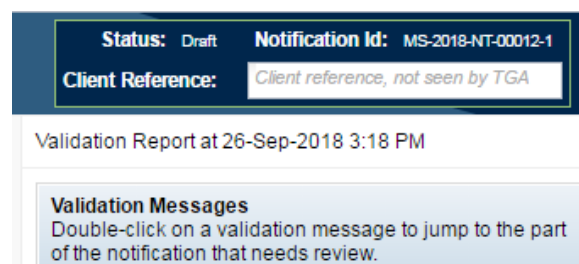 Status: Draft Notification Id: MS-2018-NT-00012-1
Client Reference: Client reference, not seen by TGA
Validation Report at 26-Sep-2018 3:18 PM
Validation Messages
Double-click on a validation message to jump to the part
of the notification that needs review.